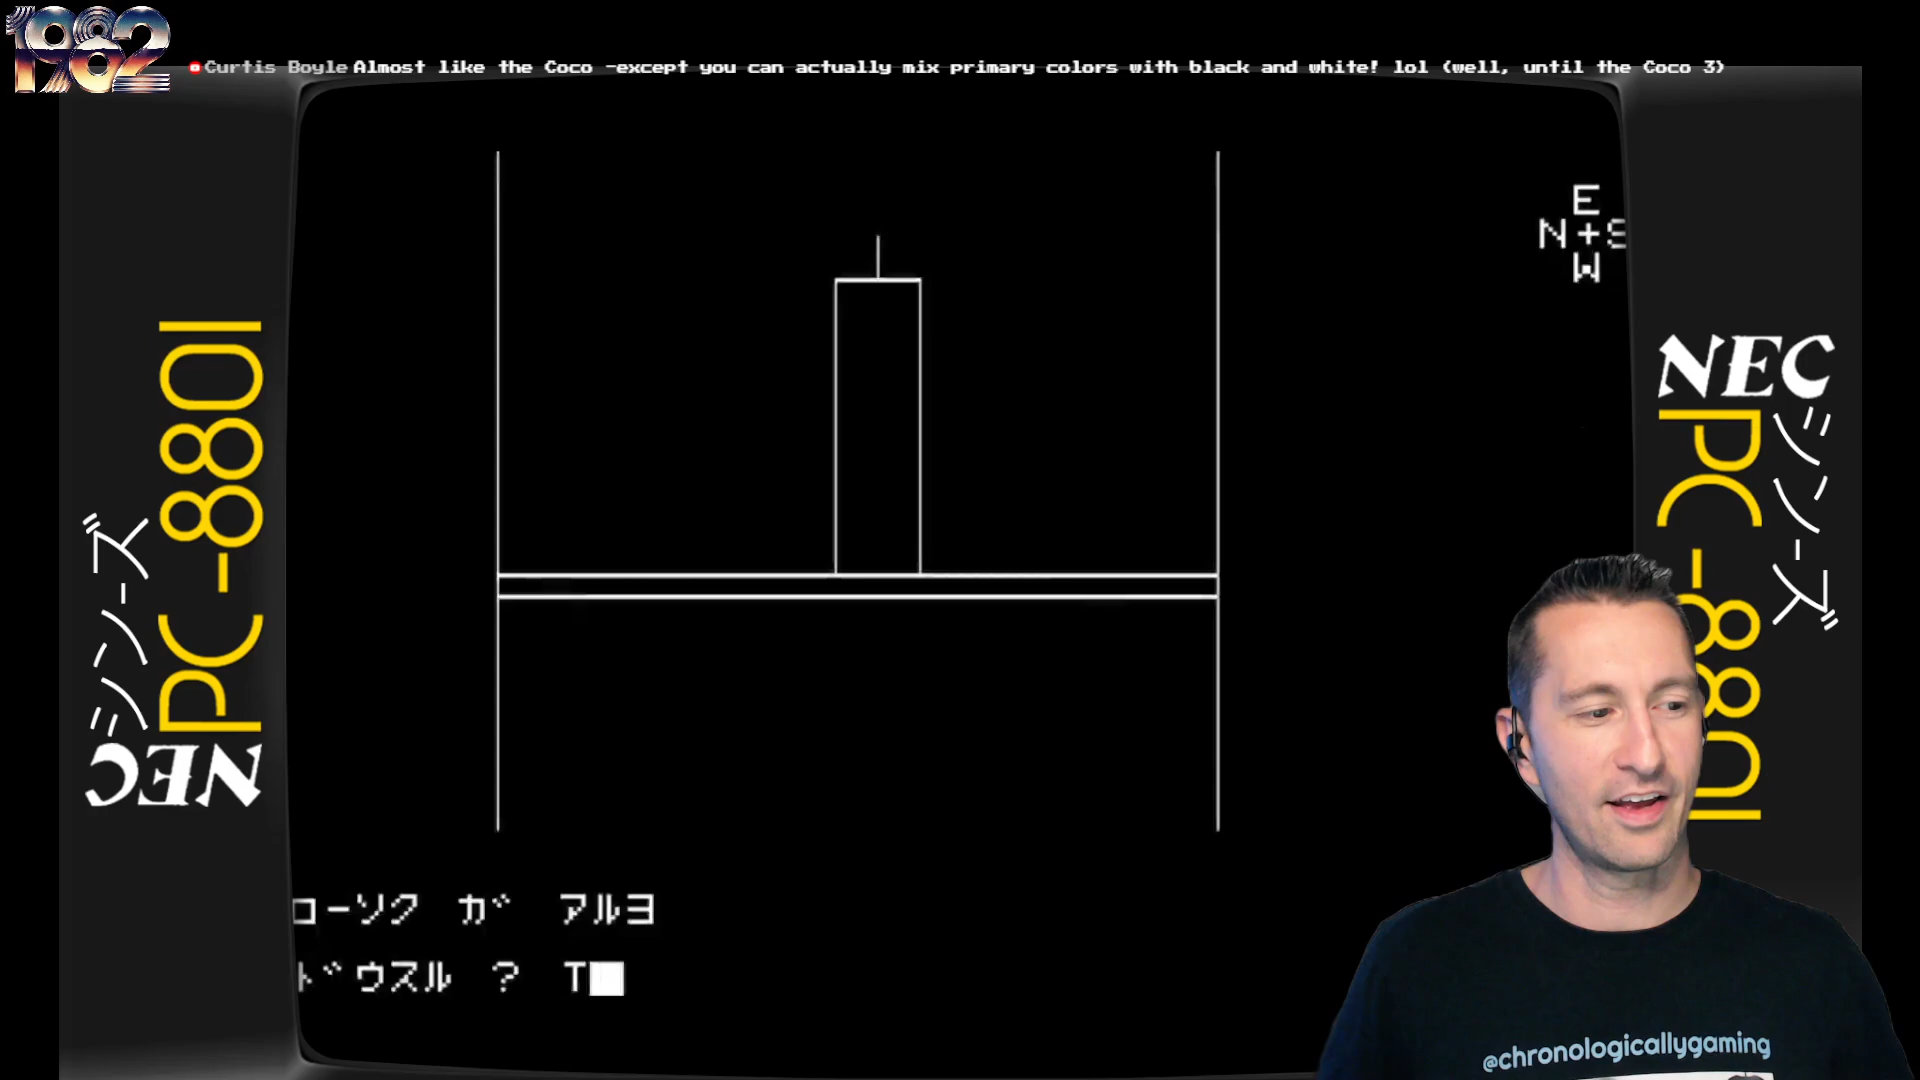 1982
Curtis Boyle Almost like the Coco -except you can actually mix primary colors with black and white! lol (well, until the Coco 3)
E
N+S
W
NEC
PC-8801
シリーズ
NEC
PC-8801
シリーズ
ローソク ガ アルヨ
ドウスル ? T
@chronologicallygaming